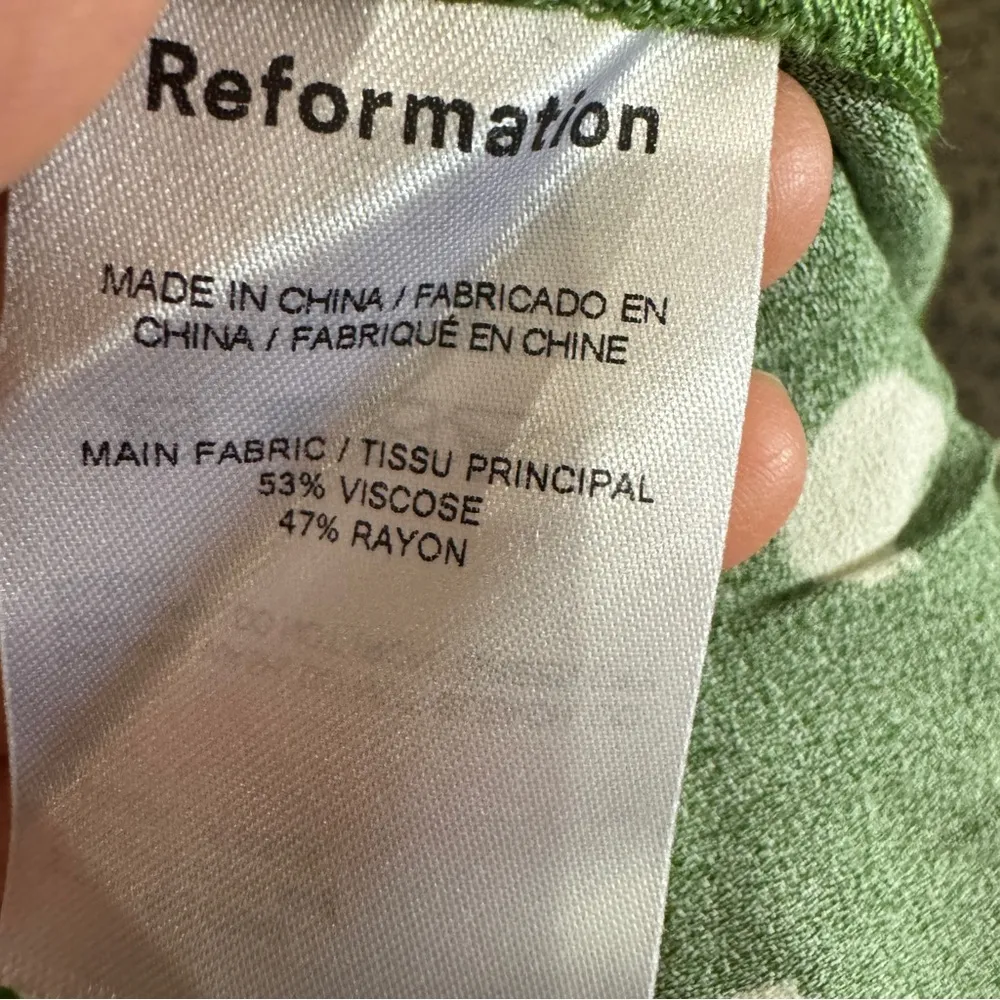 Reformation
MADE IN CHINA / FABRICADO EN
CHINA / FABRIQUÉ EN CHINE
MAIN FABRIC / TISSU PRINCIPAL
53% VISCOSE
47% RAYON